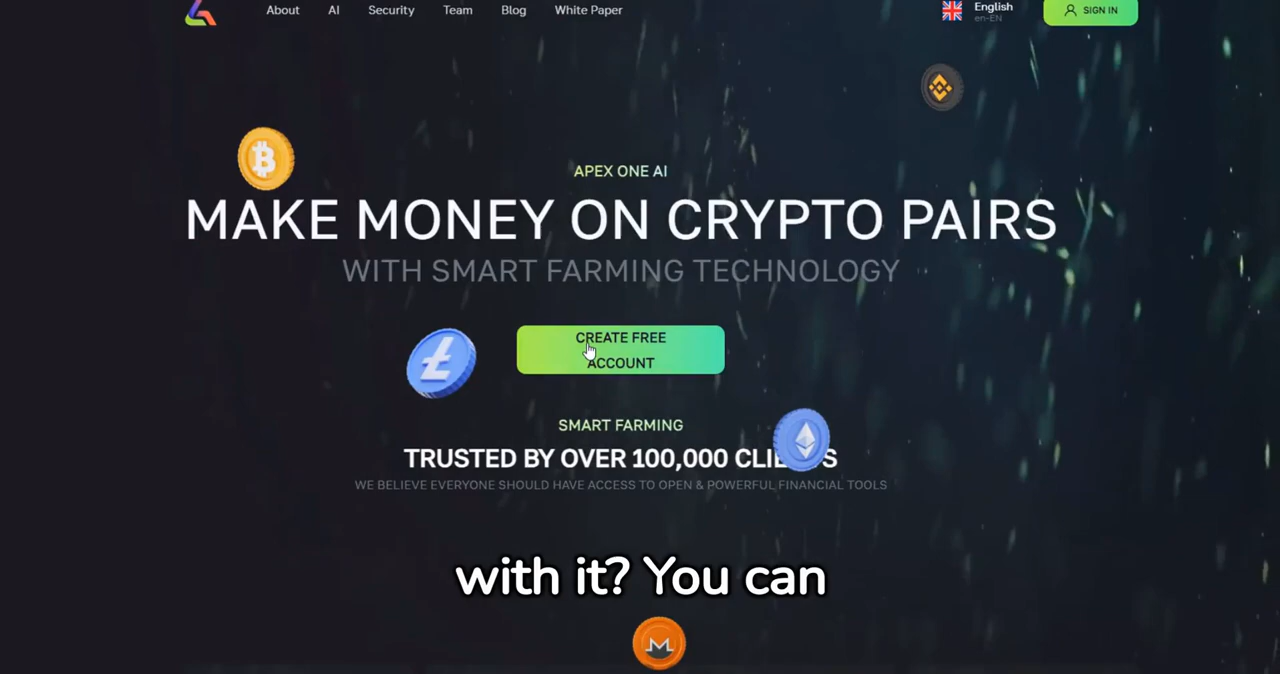 About AI Security Team Blog White Paper English SIGN IN
en-EN
APEX ONE AI
MAKE MONEY ON CRYPTO PAIRS
WITH SMART FARMING TECHNOLOGY
CREATE FREE
ACCOUNT
SMART FARMING
TRUSTED BY OVER 100,000 CLIENTS
WE BELIEVE EVERYONE SHOULD HAVE ACCESS TO OPEN & POWERFUL FINANCIAL TOOLS
with it? You can